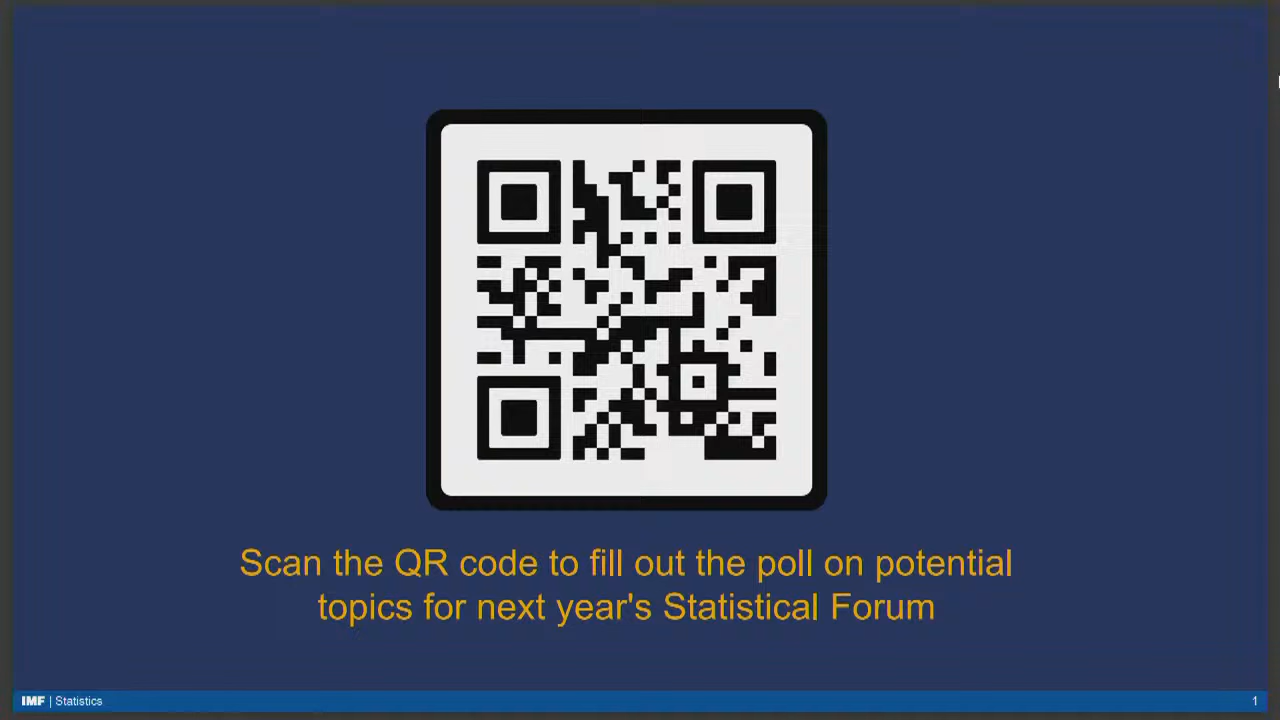 Scan the QR code to fill out the poll on potential
topics for next year's Statistical Forum
IMF | Statistics
1